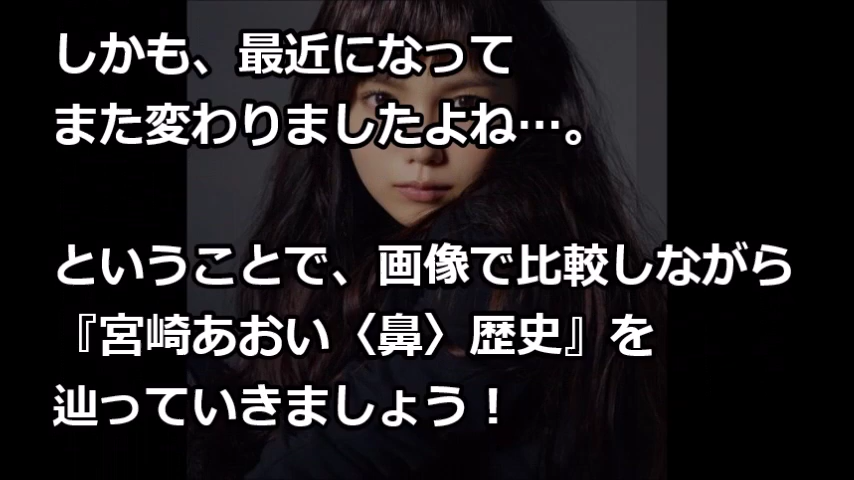 しかも、最近になって
また変わりましたよね…。
ということで、画像で比較しながら
『宮崎あおい〈鼻〉歴史』を
辿っていきましょう！